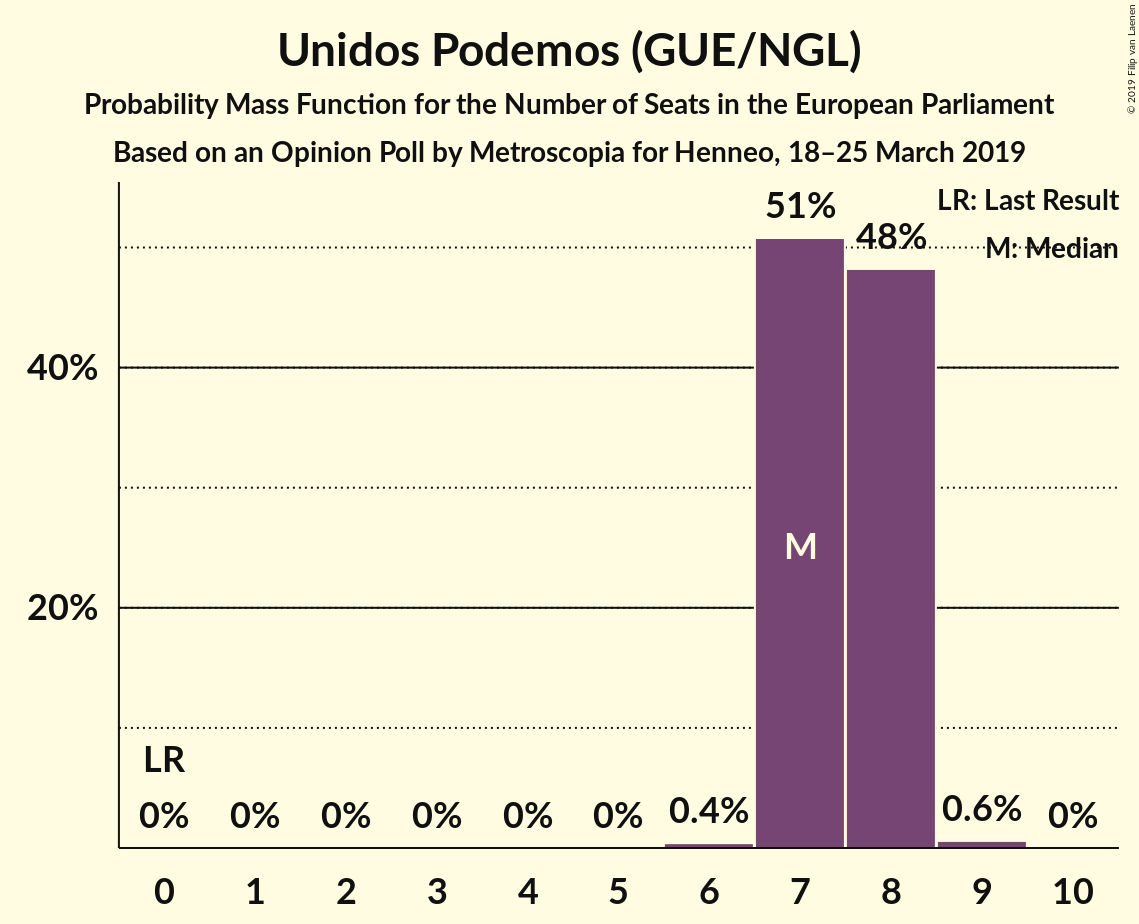 Unidos Podemos (GUE/NGL)
Probability Mass Function for the Number of Seats in the European Parliament
Based on an Opinion Poll by Metroscopia for Henneo, 18–25 March 2019
© 2019 Filip van Laenen
LR: Last Result
M: Median
51%
48%
40%
M
20%
LR
0% 0% 0% 0% 0% 0% 0.4% 0.6% 0%
0 1 2 3 4 5 6 7 8 9 10